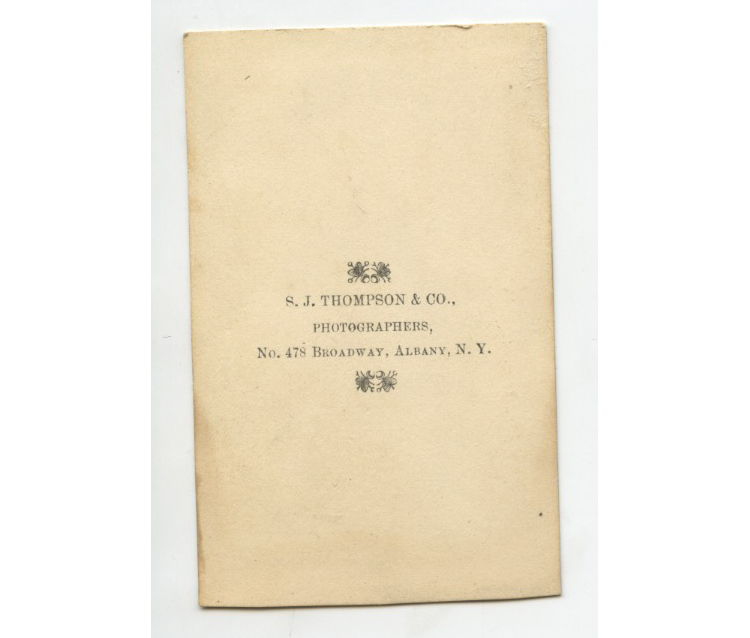 S. J. THOMPSON & CO.,
PHOTOGRAPHERS,
No. 478 BROADWAY, ALBANY, N. Y.